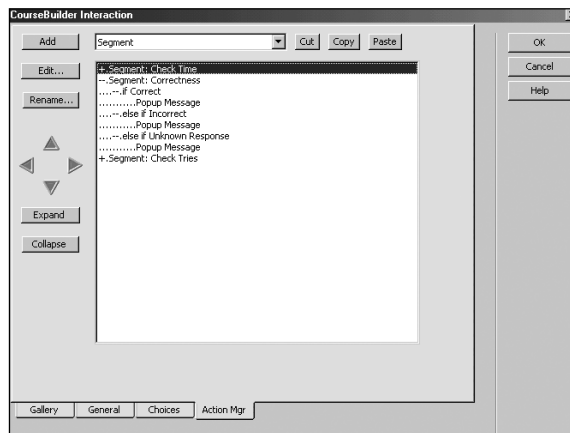 CourseBuilder Interaction
Add Segment Cut Copy Paste OK
Edit... Cancel
Rename... Help
+.Segment: Check Time
--.Segment: Correctness
....--.if Correct
...........Popup Message
....--.else if Incorrect
...........Popup Message
....--.else if Unknown Response
...........Popup Message
+.Segment: Check Tries
Expand
Collapse
Gallery General Choices Action Mgr